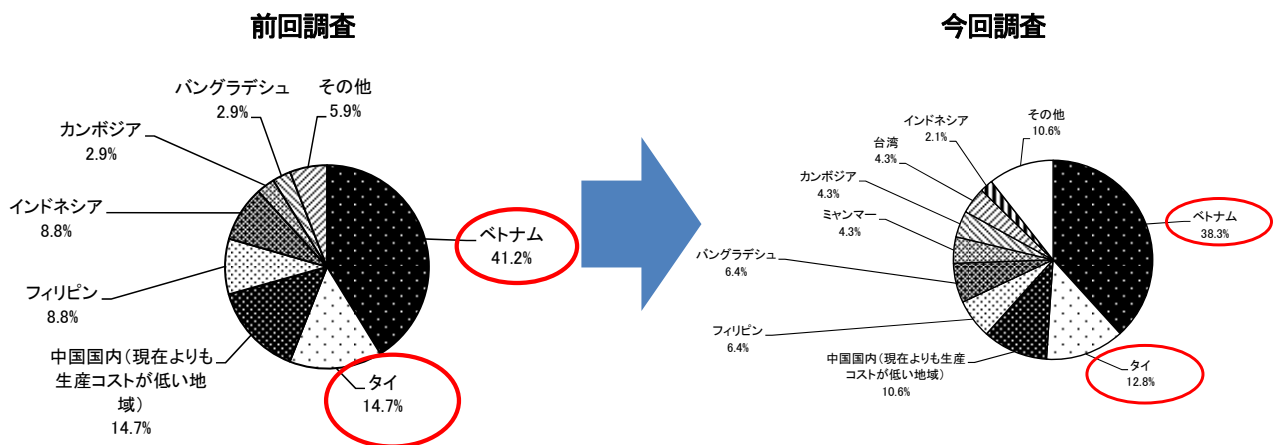 前回調査
バングラデシュ
2.9%
その他
5.9%
カンボジア
2.9%
インドネシア
8.8%
ベトナム
41.2%
フィリピン
8.8%
中国国内(現在よりも
生産コストが低い地
域)
14.7%
タイ
14.7%
今回調査
インドネシア
2.1%
その他
10.6%
台湾
4.3%
カンボジア
4.3%
ミャンマー
4.3%
ベトナム
38.3%
バングラデシュ
6.4%
フィリピン
6.4%
中国国内(現在よりも生産
コストが低い地域)
10.6%
タイ
12.8%